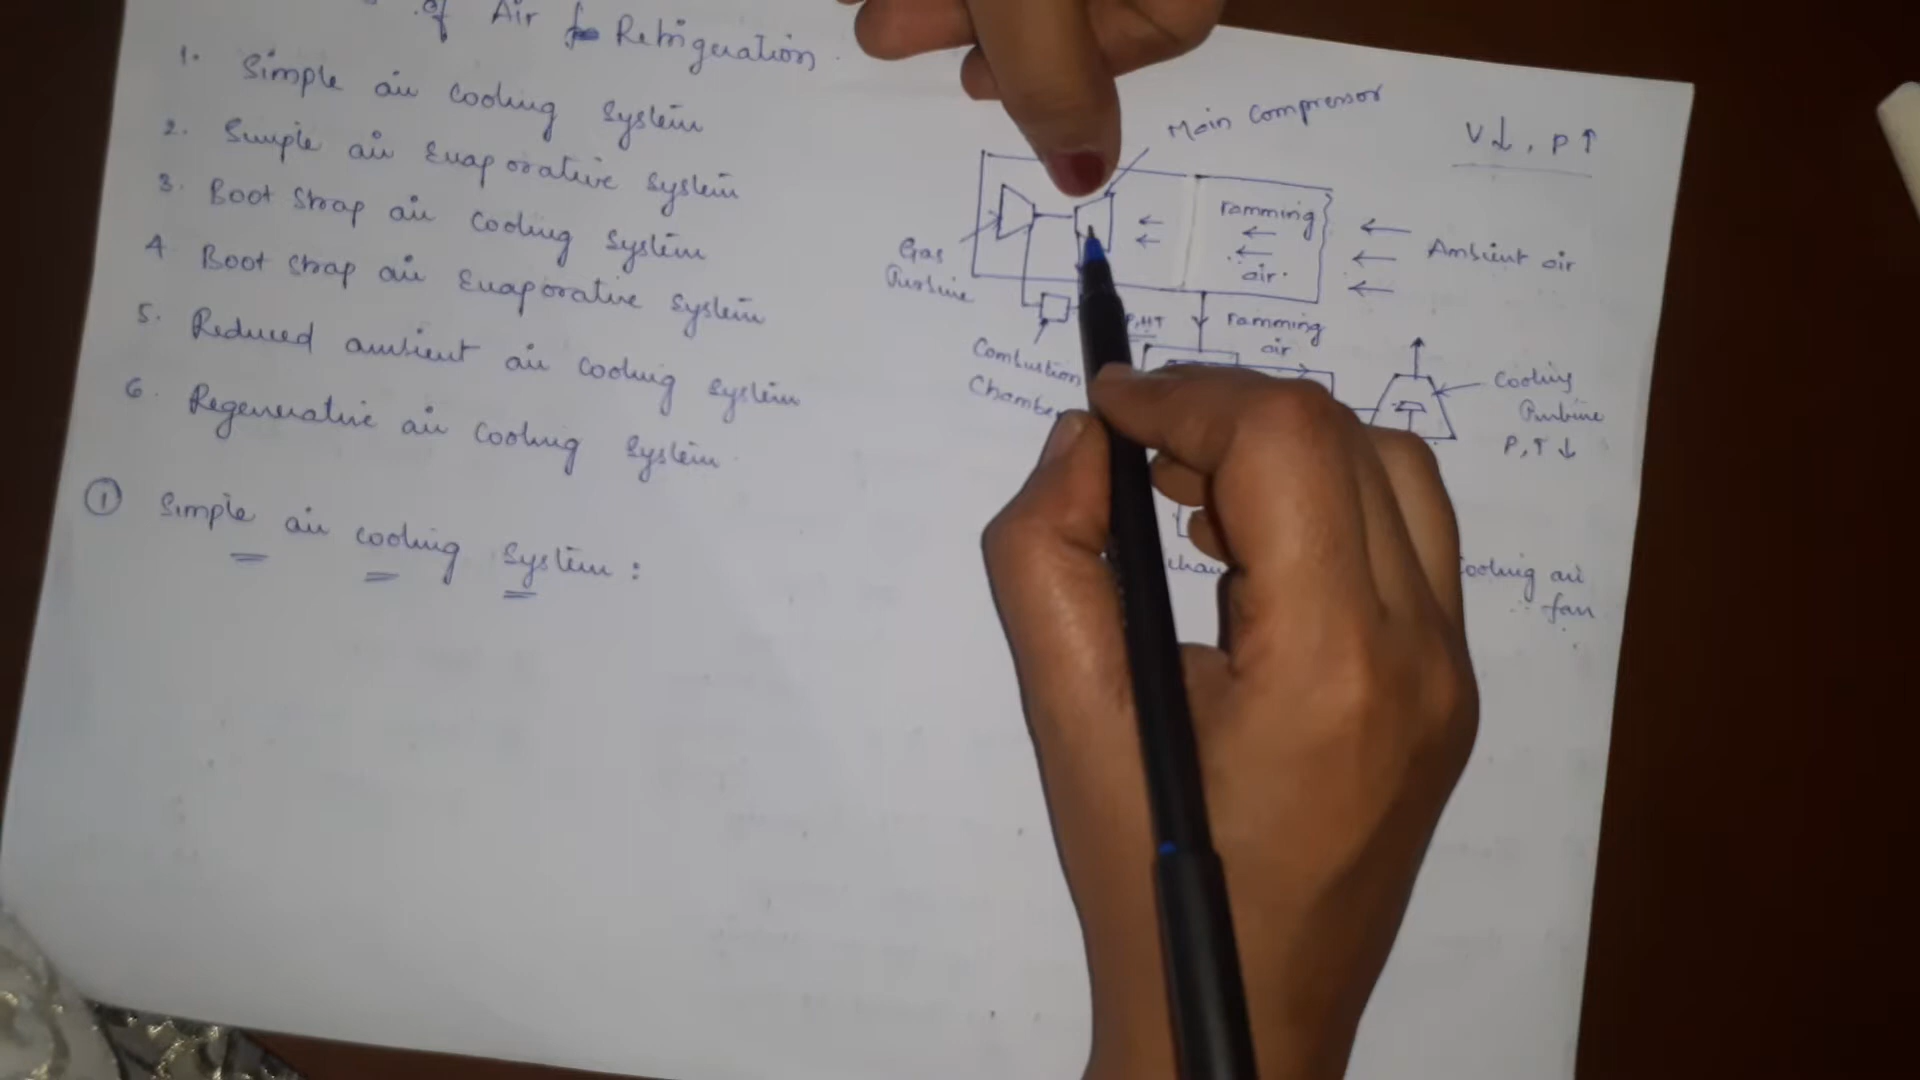 of Air Refrigeration
1. Simple air cooling system
2. Simple air Evaporative system
3. Boot strap air cooling system
4 Boot strap air Evaporative system
5. Reduced ambient air cooling system
6. Regenerative air cooling system
① Simple air cooling system :
Main compressor
V↓, P↑
ramming
air.
Ambient air
Gas
Turbine
Combustion
Chamber
P, HT
ramming
air
Cooling
Turbine
P, T ↓
cooling air
fan